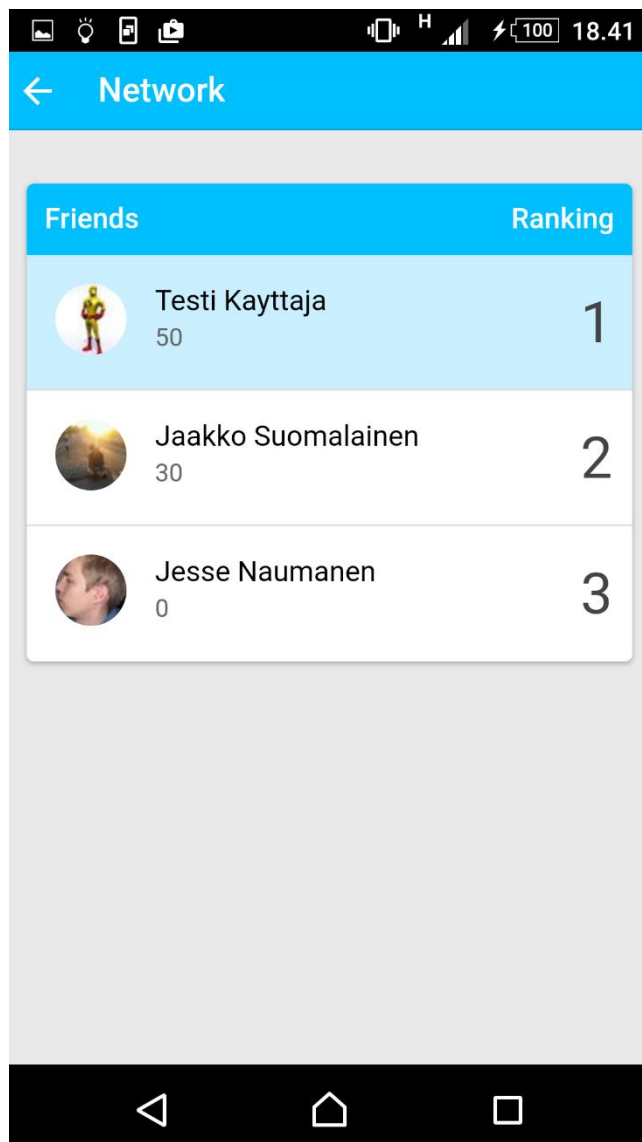 H 100 18.41
Network
Friends Ranking
Testi Kayttaja
50
1
Jaakko Suomalainen
30
2
Jesse Naumanen
0
3